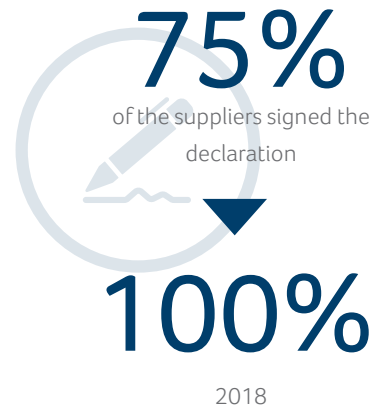 75%
of the suppliers signed the
declaration
100%
2018